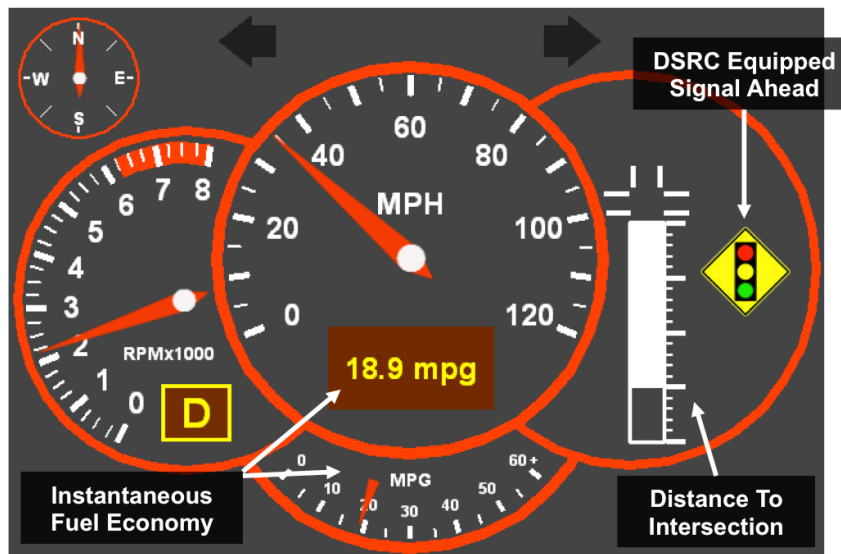 N
W
E
S
DSRC Equipped
Signal Ahead
0
1
2
3
4
5
6
7
8
RPMx1000
D
0
20
40
60
80
100
120
MPH
18.9 mpg
0
10
20
30
40
50
60+
MPG
Instantaneous
Fuel Economy
Distance To
Intersection